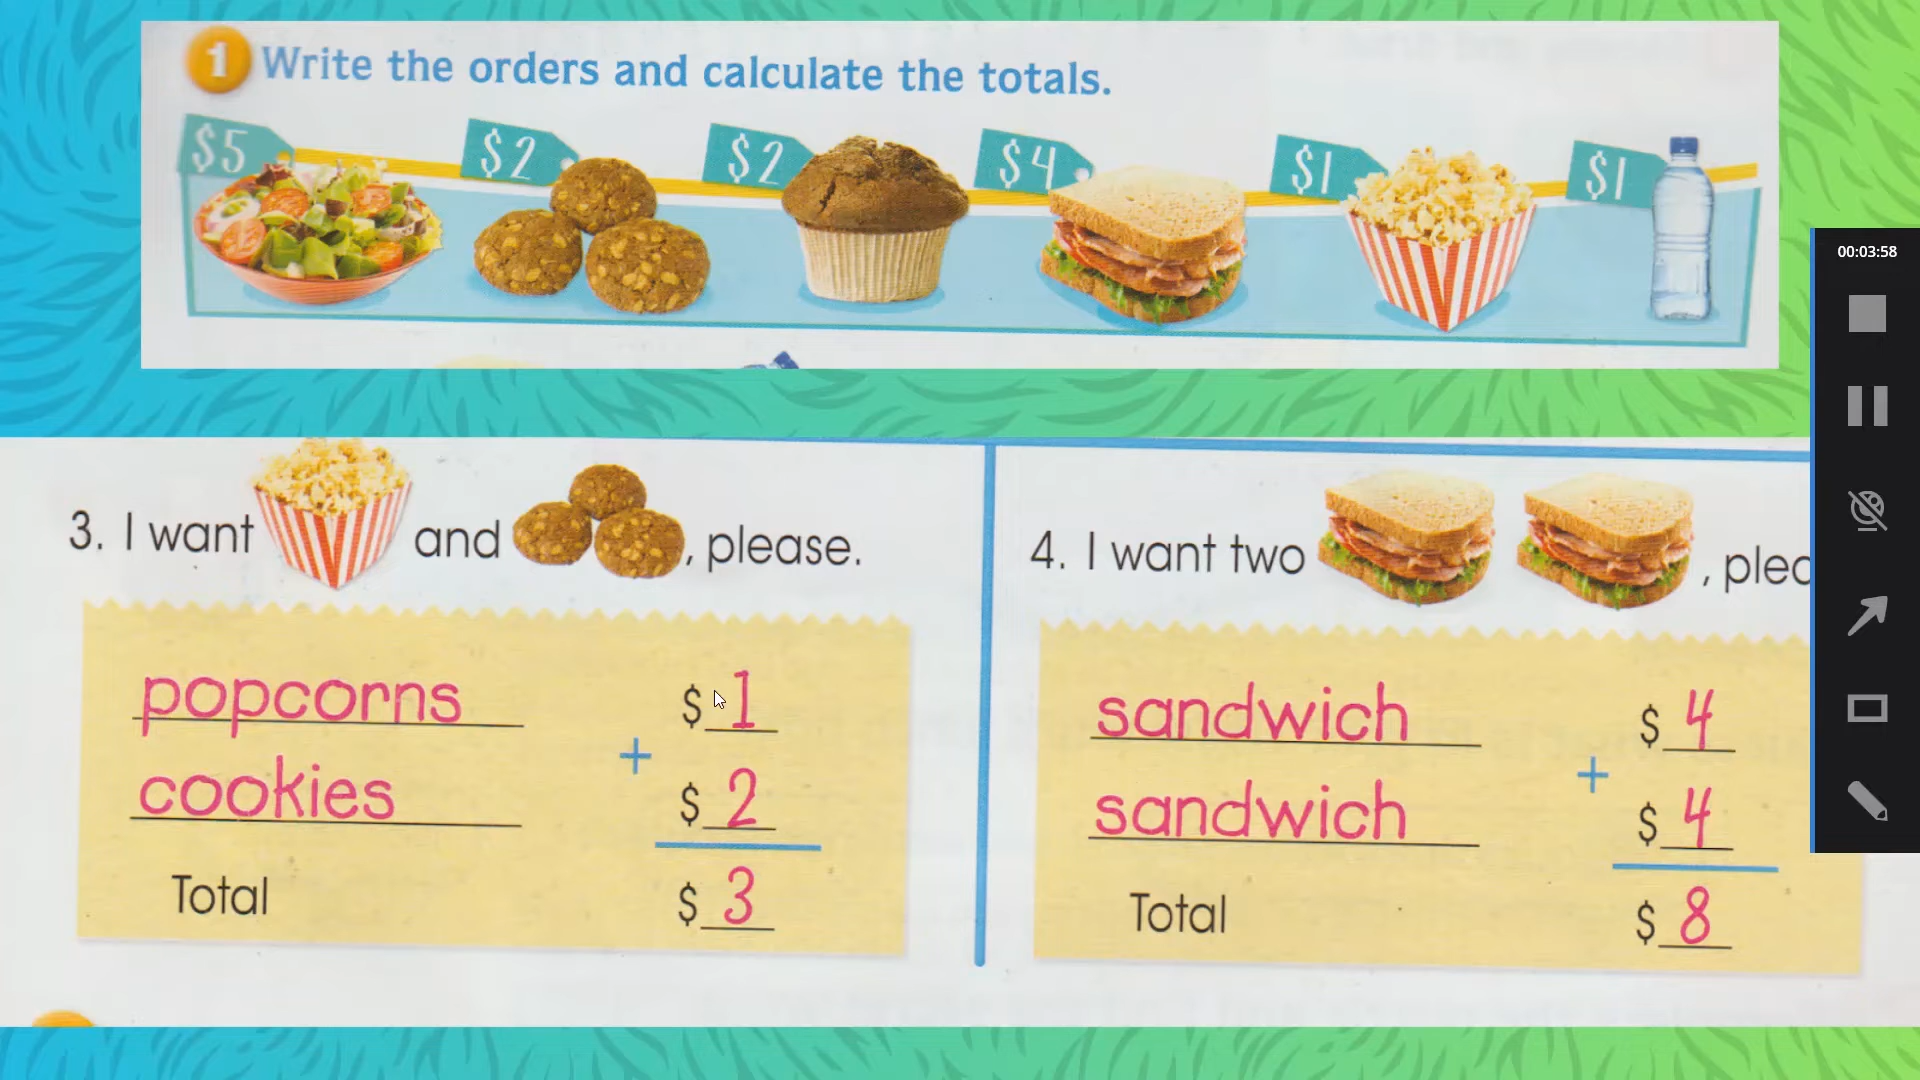 1 Write the orders and calculate the totals.
$5 $2 $2 $4 $1 $1
00:03:58
3. I want and , please.
4. I want two , plea
popcorns $ 1
+
cookies $ 2
Total $ 3
sandwich $ 4
+
sandwich $ 4
Total $ 8